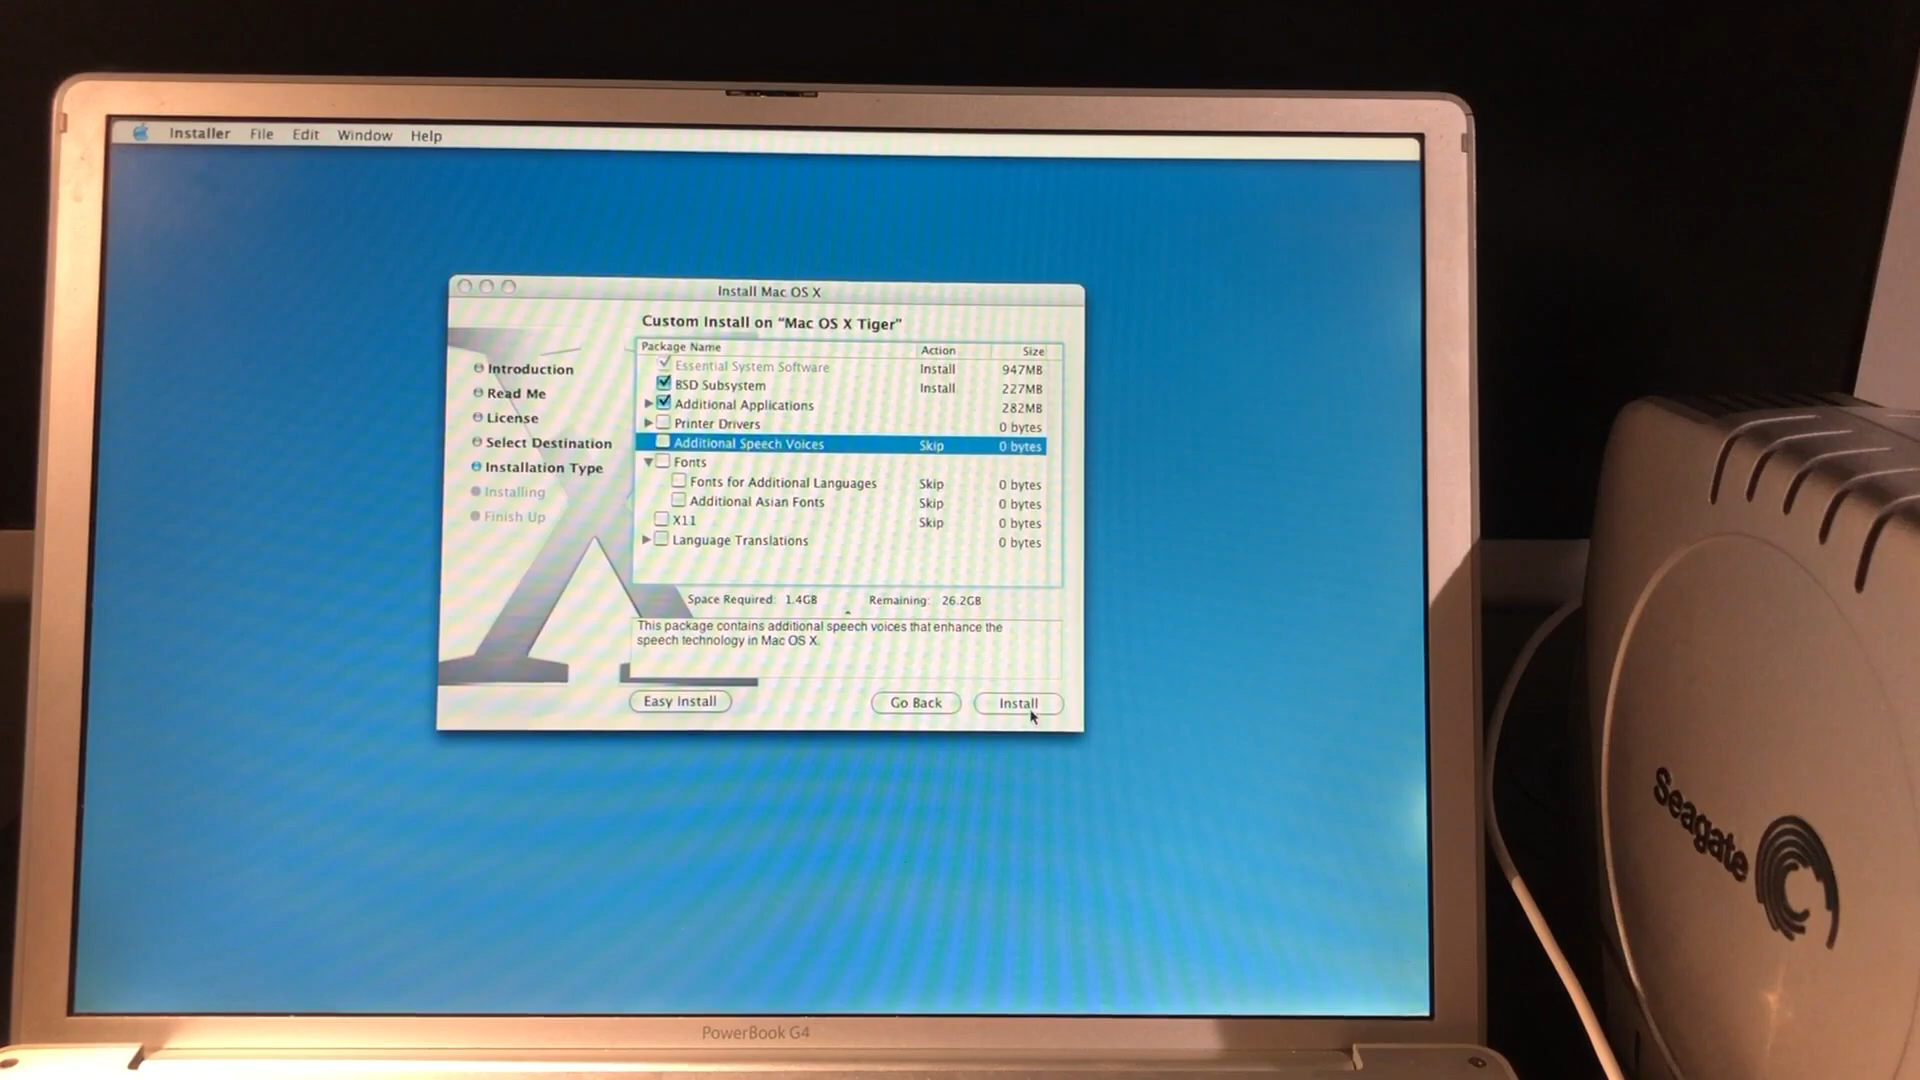 Installer File Edit Window Help
Install Mac OS X
Custom Install on “Mac OS X Tiger”
Introduction
Read Me
License
Select Destination
Installation Type
Installing
Finish Up
Package Name Action Size
Essential System Software Install 947MB
BSD Subsystem Install 227MB
Additional Applications 282MB
Printer Drivers 0 bytes
Additional Speech Voices Skip 0 bytes
Fonts
Fonts for Additional Languages Skip 0 bytes
Additional Asian Fonts Skip 0 bytes
X11 Skip 0 bytes
Language Translations 0 bytes
Space Required: 1.4GB Remaining: 26.2GB
This package contains additional speech voices that enhance the
speech technology in Mac OS X.
Easy Install Go Back Install
PowerBook G4
Seagate